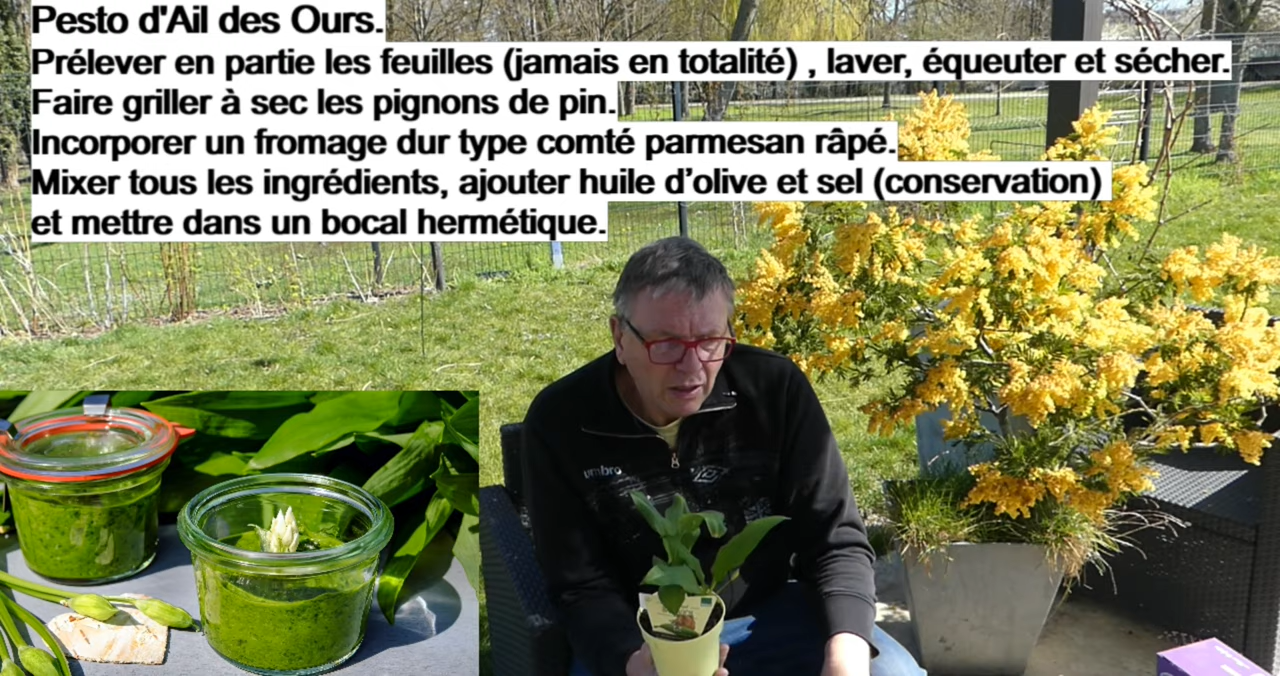 Pesto d'Ail des Ours.
Prélever en partie les feuilles (jamais en totalité) , laver, équeuter et sécher.
Faire griller à sec les pignons de pin.
Incorporer un fromage dur type comté parmesan râpé.
Mixer tous les ingrédients, ajouter huile d’olive et sel (conservation)
et mettre dans un bocal hermétique.
umbro